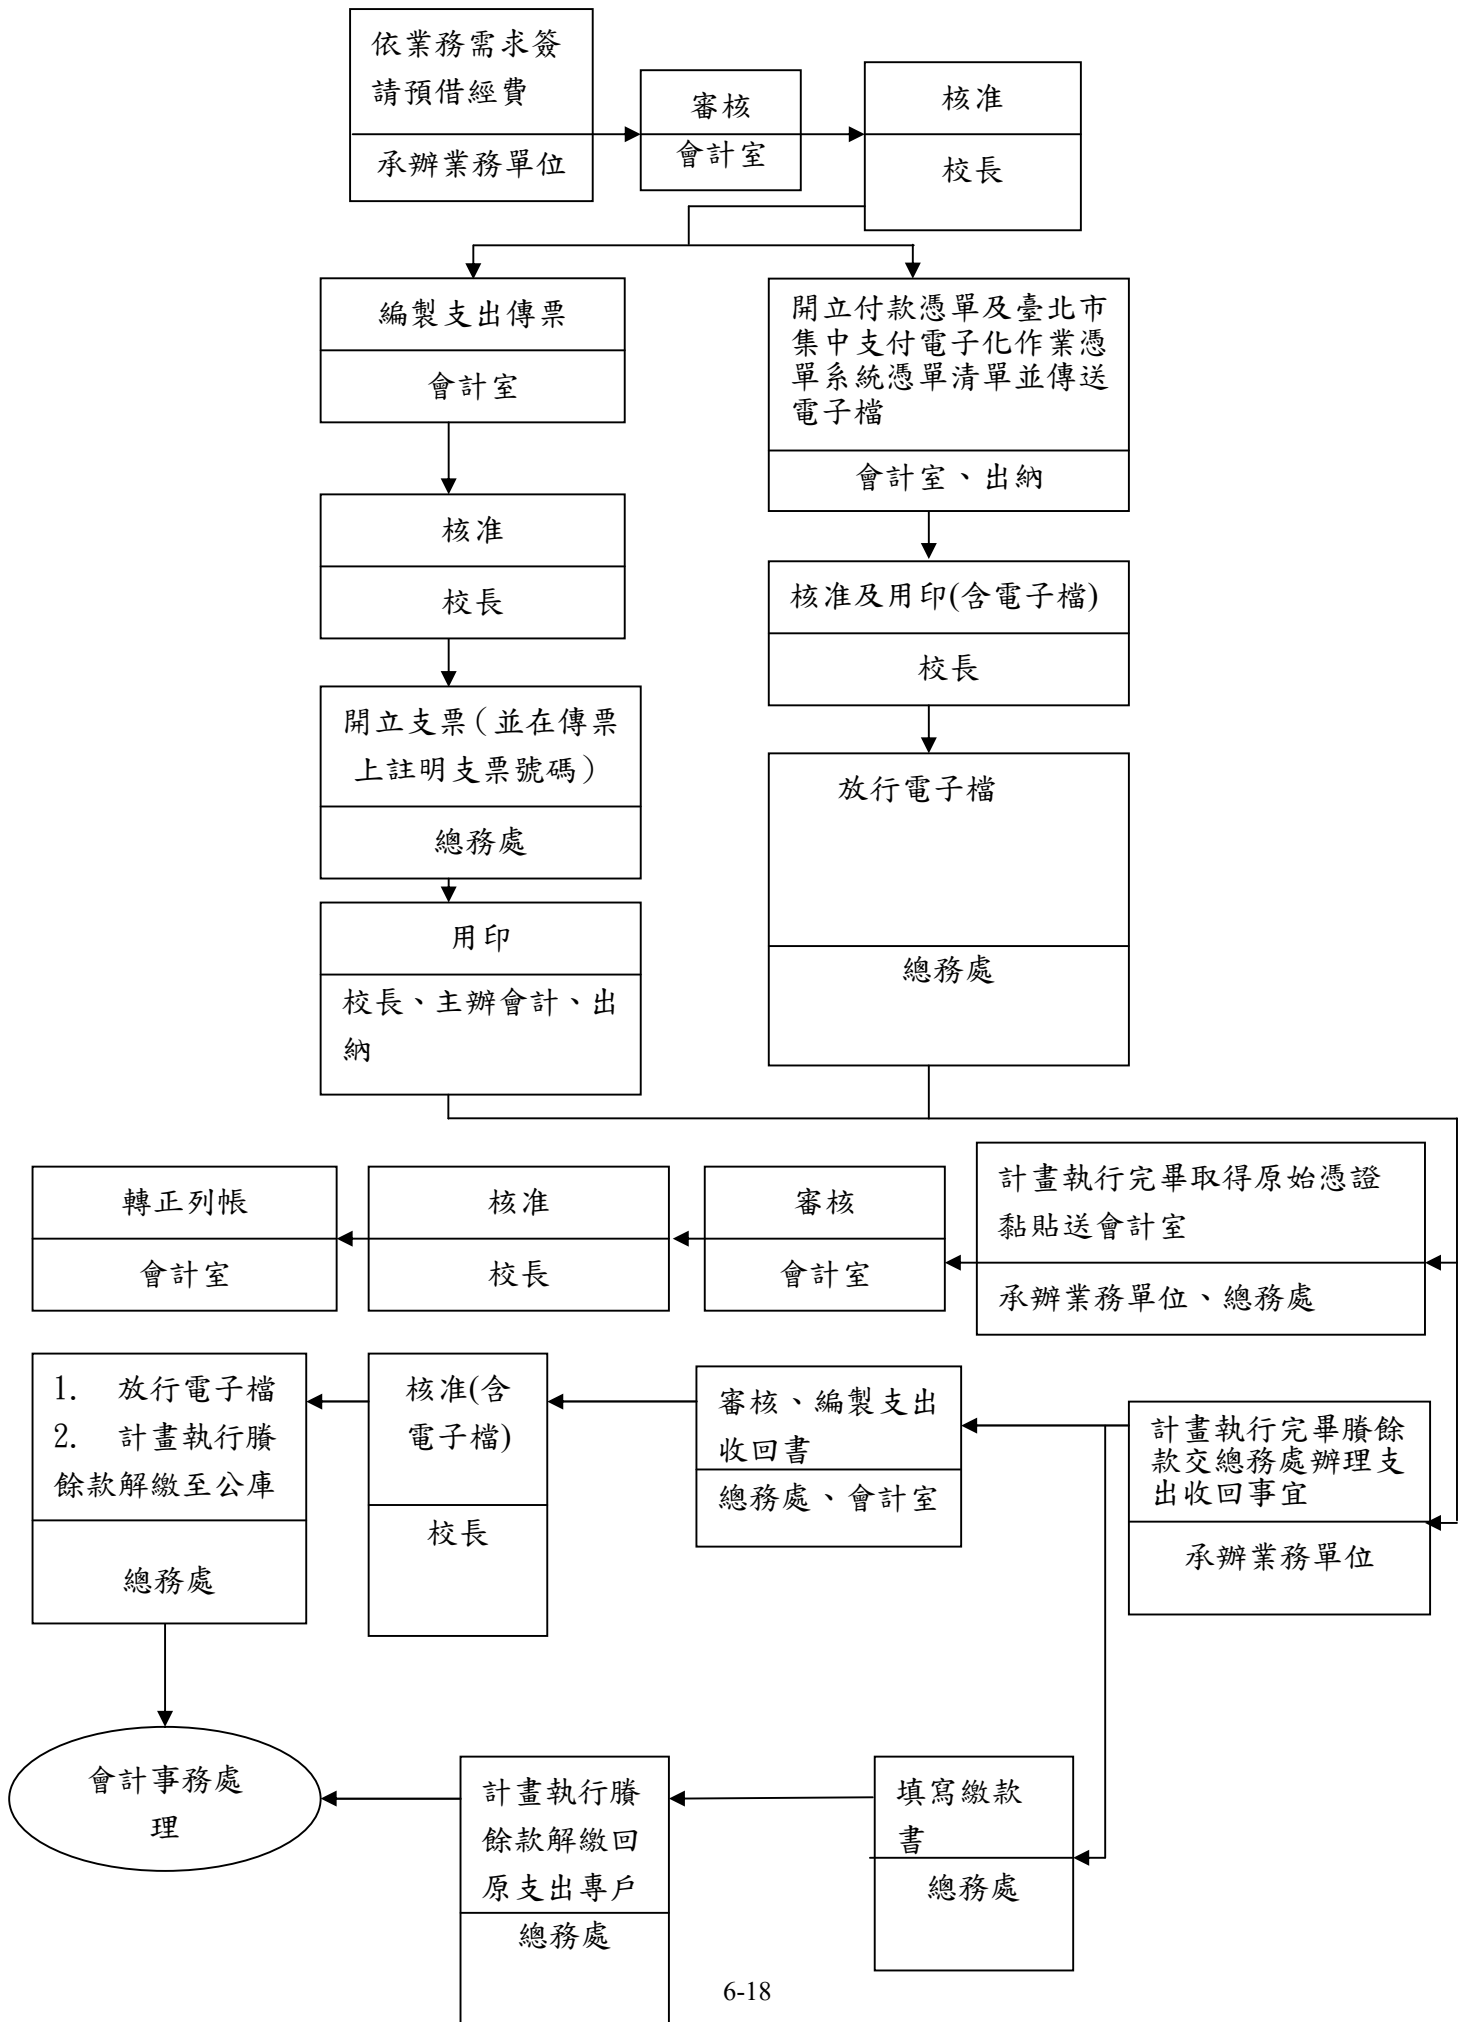 依業務需求簽
請預借經費
承辦業務單位
審核
會計室
核准
校長
編製支出傳票
會計室
開立付款憑單及臺北市
集中支付電子化作業憑
單系統憑單清單並傳送
電子檔
會計室、出納
核准
校長
核准及用印(含電子檔)
校長
開立支票（並在傳票
上註明支票號碼）
總務處
放行電子檔
總務處
用印
校長、主辦會計、出
納
計畫執行完畢取得原始憑證
黏貼送會計室
承辦業務單位、總務處
審核
會計室
核准
校長
轉正列帳
會計室
計畫執行完畢賸餘
款交總務處辦理支
出收回事宜
承辦業務單位
審核、編製支出
收回書
總務處、會計室
核准(含
電子檔)
校長
1. 放行電子檔
2. 計畫執行賸
餘款解繳至公庫
總務處
填寫繳款
書
總務處
計畫執行賸
餘款解繳回
原支出專戶
總務處
會計事務處
理
6-18